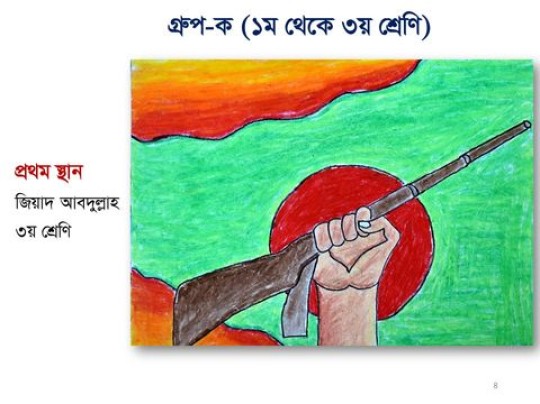 গ্রুপ-ক (১ম থেকে ৩য় শ্রেণি)
প্রথম স্থান
জিয়াদ আবদুল্লাহ
৩য় শ্রেণি
8